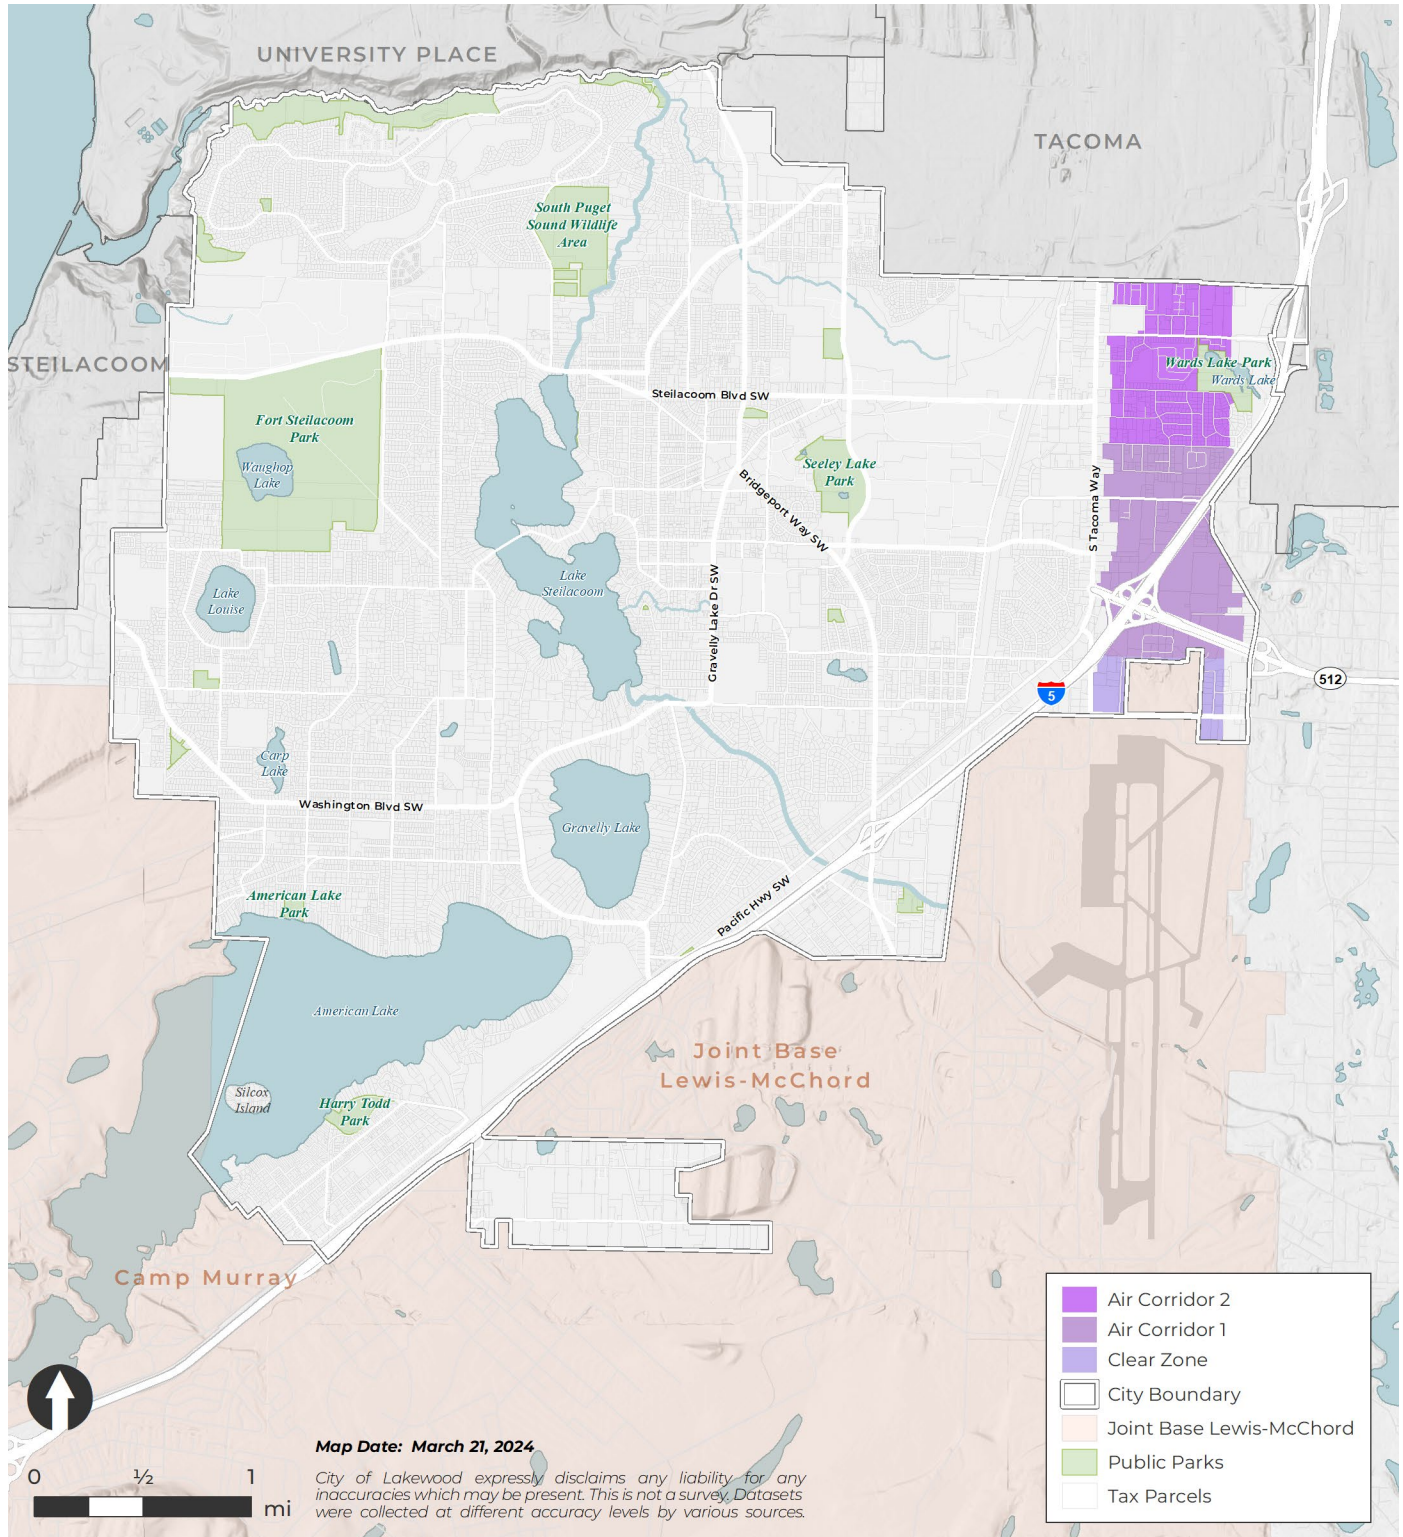 UNIVERSITY PLACE
TACOMA
South Puget
Sound Wildlife
Area
STEILACOOM
Wards Lake Park
Wards Lake
Steilacoom Blvd SW
Fort Steilacoom
Park
Waughop
Lake
Seeley Lake
Park
Bridgeport Way SW
S Tacoma Way
Lake
Steilacoom
Lake
Louise
Gravelly Lake Dr SW
512
5
Carp
Lake
Washington Blvd SW
Gravelly Lake
American Lake
Park
Pacific Hwy SW
American Lake
Joint Base
Lewis-McChord
Silcox
Island
Harry Todd
Park
Camp Murray
Air Corridor 2
Air Corridor 1
Clear Zone
City Boundary
Joint Base Lewis-McChord
Public Parks
Tax Parcels
Map Date: March 21, 2024
0 ½ 1
mi
City of Lakewood expressly disclaims any liability for any
inaccuracies which may be present. This is not a survey. Datasets
were collected at different accuracy levels by various sources.